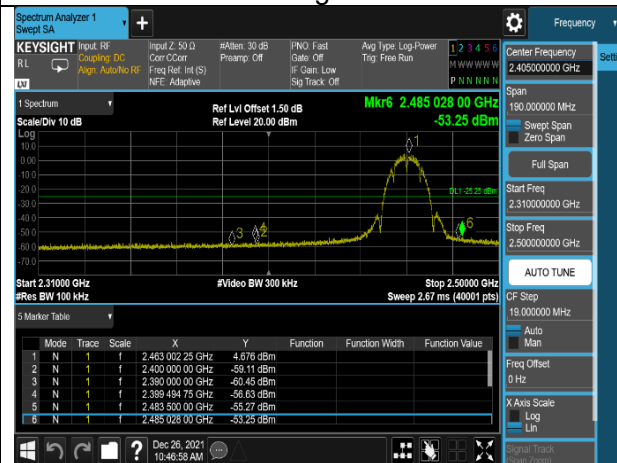 Spectrum Analyzer 1
Swept SA
Frequency
KEYSIGHT
RL
LXI
Input: RF
Coupling: DC
Align: Auto/No RF
Input Z: 50 Ω
Corr CCorr
Freq Ref: Int (S)
NFE: Adaptive
#Atten: 30 dB
Preamp: Off
PNO: Fast
Gate: Off
IF Gain: Low
Sig Track: Off
Avg Type: Log-Power
Trig: Free Run
1 2 3 4 5 6
M W W W W W
P N N N N N
1 Spectrum
Scale/Div 10 dB
Ref Lvl Offset 1.50 dB
Ref Level 20.00 dBm
Mkr6 2.485 028 00 GHz
-53.25 dBm
Log
10.0
0.00
-10.0
-20.0
-30.0
-40.0
-50.0
-60.0
-70.0
1
DL1 -25.25 dBm
3
2
6
Start 2.31000 GHz
#Res BW 100 kHz
#Video BW 300 kHz
Stop 2.50000 GHz
Sweep 2.67 ms (40001 pts)
5 Marker Table
Mode Trace Scale X Y Function Function Width Function Value
1 N 1 f 2.463 002 25 GHz 4.676 dBm
2 N 1 f 2.400 000 00 GHz -59.11 dBm
3 N 1 f 2.390 000 00 GHz -60.45 dBm
4 N 1 f 2.399 494 75 GHz -56.63 dBm
5 N 1 f 2.483 500 00 GHz -55.27 dBm
6 N 1 f 2.485 028 00 GHz -53.25 dBm
Dec 26, 2021
10:46:58 AM
Center Frequency
2.405000000 GHz
Settings
Span
190.000000 MHz
Swept Span
Zero Span
Full Span
Start Freq
2.310000000 GHz
Stop Freq
2.500000000 GHz
AUTO TUNE
CF Step
19.000000 MHz
Auto
Man
Freq Offset
0 Hz
X Axis Scale
Log
Lin
Signal Track
(Span Zoom)